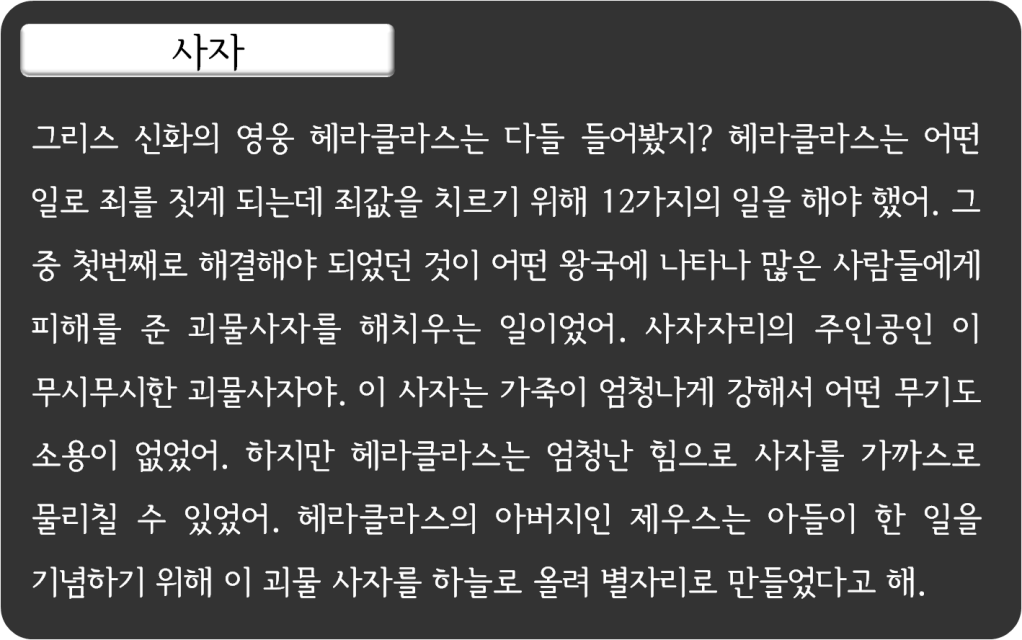 사자
그리스 신화의 영웅 헤라클라스는 다들 들어봤지? 헤라클라스는 어떤
일로 죄를 짓게 되는데 죄값을 치르기 위해 12가지의 일을 해야 했어. 그
중 첫번째로 해결해야 되었던 것이 어떤 왕국에 나타나 많은 사람들에게
피해를 준 괴물사자를 해치우는 일이었어. 사자자리의 주인공인 이
무시무시한 괴물사자야. 이 사자는 가죽이 엄청나게 강해서 어떤 무기도
소용이 없었어. 하지만 헤라클라스는 엄청난 힘으로 사자를 가까스로
물리칠 수 있었어. 헤라클라스의 아버지인 제우스는 아들이 한 일을
기념하기 위해 이 괴물 사자를 하늘로 올려 별자리로 만들었다고 해.